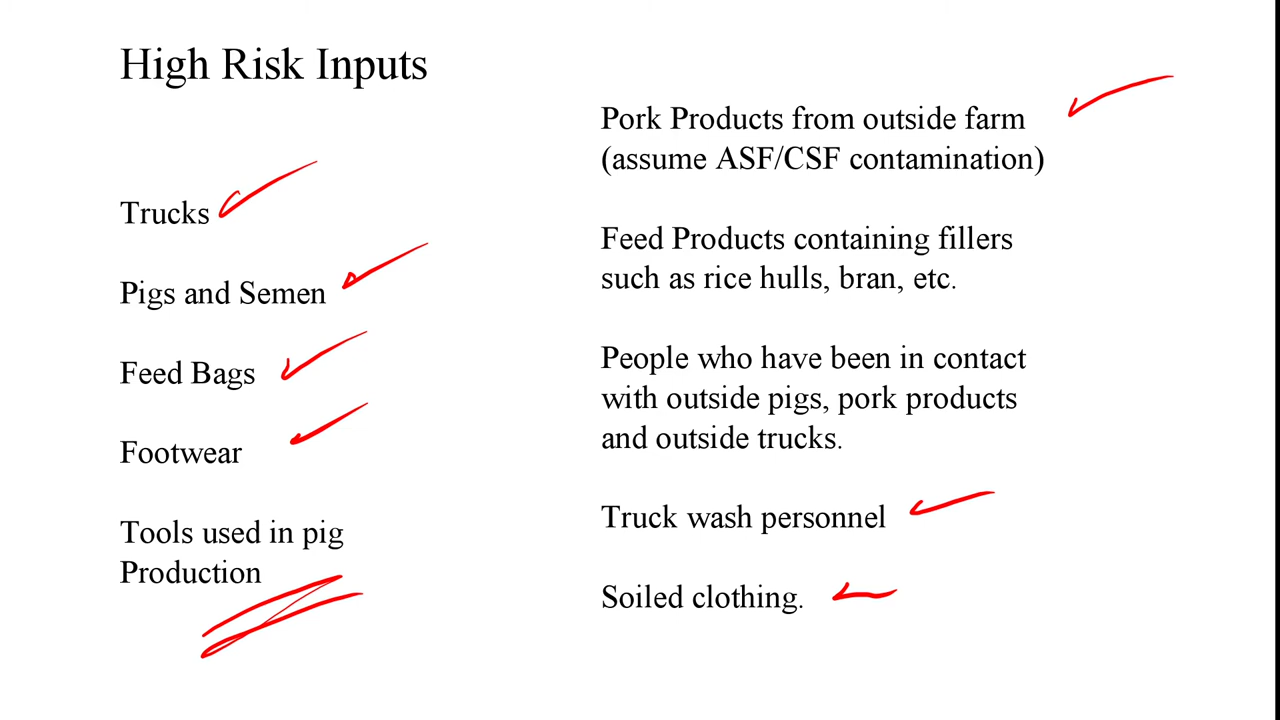 High Risk Inputs
Trucks
Pigs and Semen
Feed Bags
Footwear
Tools used in pig
Production
Pork Products from outside farm
(assume ASF/CSF contamination)
Feed Products containing fillers
such as rice hulls, bran, etc.
People who have been in contact
with outside pigs, pork products
and outside trucks.
Truck wash personnel
Soiled clothing.